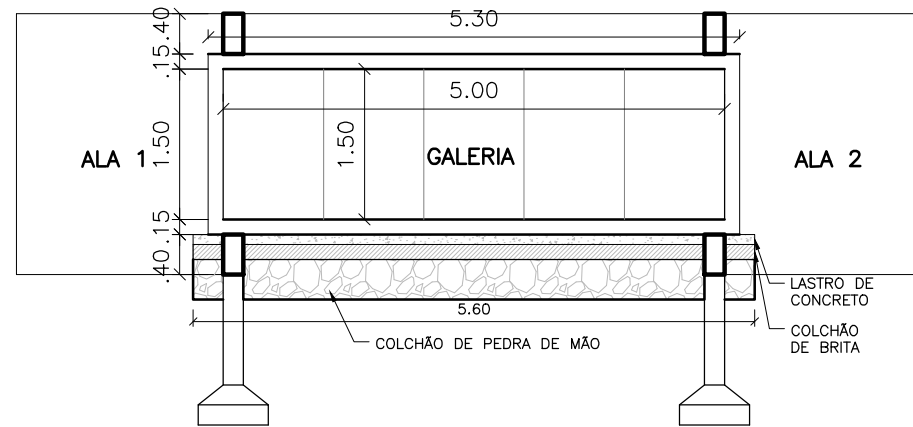 5.30
.40
.15
5.00
1.50
1.50
ALA 1
GALERIA
ALA 2
.15
.40
LASTRO DE
CONCRETO
5.60
COLCHÃO DE PEDRA DE MÃO
COLCHÃO
DE BRITA